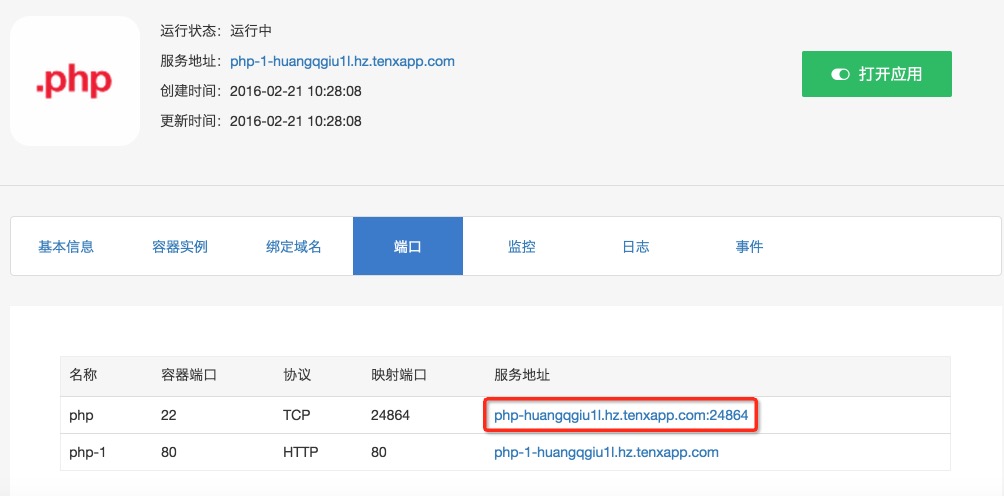 .php
运行状态：运行中
服务地址：php-1-huangqgiu1l.hz.tenxapp.com
创建时间：2016-02-21 10:28:08
更新时间：2016-02-21 10:28:08
打开应用
基本信息 容器实例 绑定域名 端口 监控 日志 事件
名称 容器端口 协议 映射端口 服务地址
php 22 TCP 24864 php-huangqgiu1l.hz.tenxapp.com:24864
php-1 80 HTTP 80 php-1-huangqgiu1l.hz.tenxapp.com